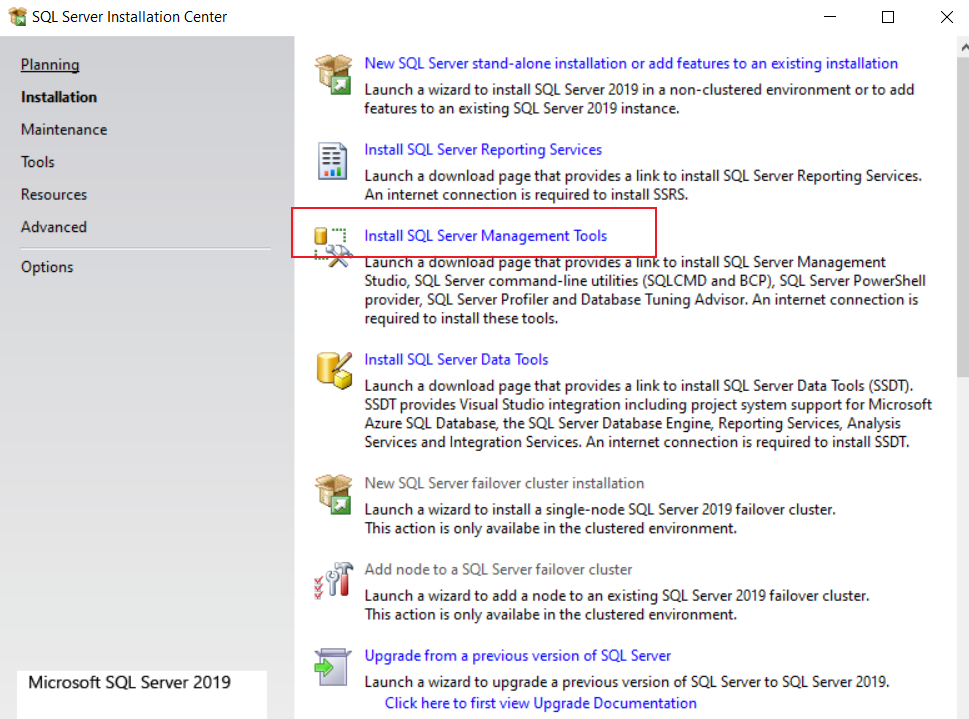 SQL Server Installation Center
Planning
Installation
Maintenance
Tools
Resources
Advanced
Options
Microsoft SQL Server 2019
New SQL Server stand-alone installation or add features to an existing installation
Launch a wizard to install SQL Server 2019 in a non-clustered environment or to add
features to an existing SQL Server 2019 instance.
Install SQL Server Reporting Services
Launch a download page that provides a link to install SQL Server Reporting Services.
An internet connection is required to install SSRS.
Install SQL Server Management Tools
Launch a download page that provides a link to install SQL Server Management
Studio, SQL Server command-line utilities (SQLCMD and BCP), SQL Server PowerShell
provider, SQL Server Profiler and Database Tuning Advisor. An internet connection is
required to install these tools.
Install SQL Server Data Tools
Launch a download page that provides a link to install SQL Server Data Tools (SSDT).
SSDT provides Visual Studio integration including project system support for Microsoft
Azure SQL Database, the SQL Server Database Engine, Reporting Services, Analysis
Services and Integration Services. An internet connection is required to install SSDT.
New SQL Server failover cluster installation
Launch a wizard to install a single-node SQL Server 2019 failover cluster.
This action is only availabe in the clustered environment.
Add node to a SQL Server failover cluster
Launch a wizard to add a node to an existing SQL Server 2019 failover cluster.
This action is only availabe in the clustered environment.
Upgrade from a previous version of SQL Server
Launch a wizard to upgrade a previous version of SQL Server to SQL Server 2019.
Click here to first view Upgrade Documentation